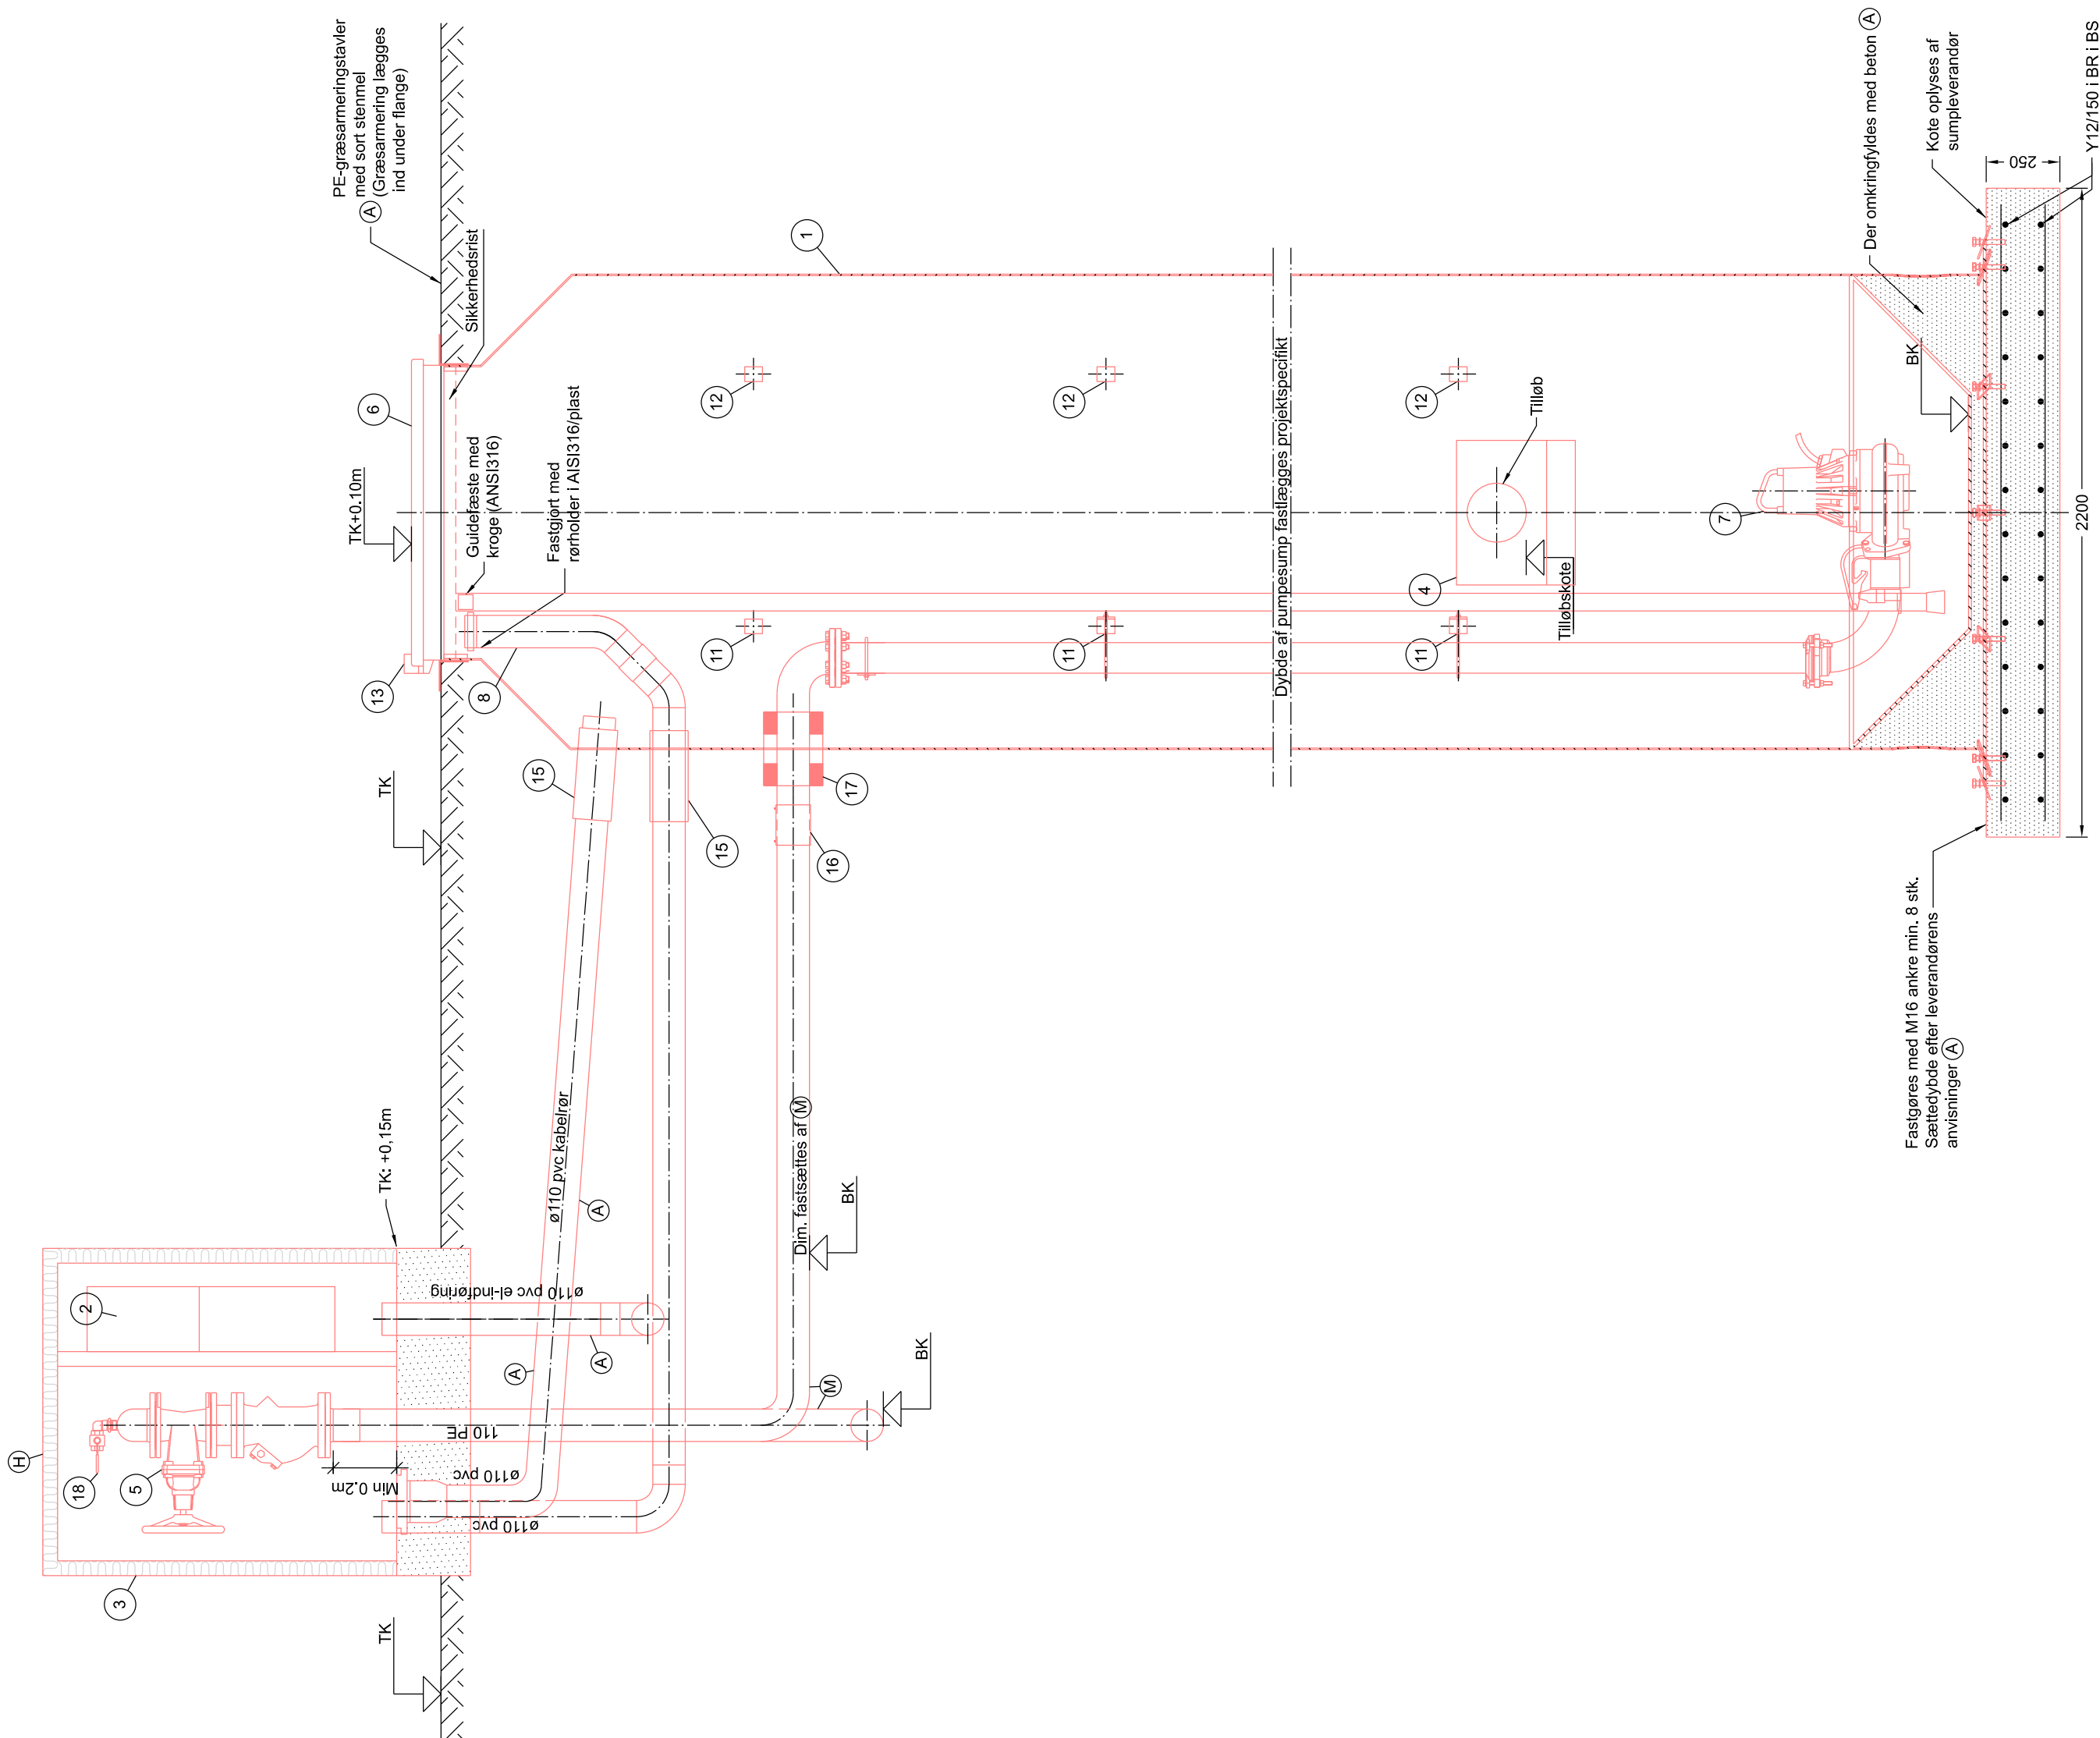 PE-græsarmeringstavler
med sort stenmel
(Græsarmering lægges
ind under flange)
A
Sikkerhedsrist
6
TK+0.10m
Guidefæste med
kroge (ANSI316)
Fastgjort med
rørholder i AISI316/plast
13
8
1
12
12
12
11
11
11
Dybde af pumpesump fastlægges projektspecifikt
Tilløb
4
Tilløbskote
7
Der omkringfyldes med beton A
Kote oplyses af
sumpleverandør
Y12/150 i BR i BS
250
2200
BK
Fastgøres med M16 ankre min. 8 stk.
Sættedybde efter leverandørens
anvisninger A
TK
15
15
17
16
ø110 pvc kabelrør
A
Dim. fastsættes af M
BK
TK: +0,15m
2
ø110 pvc el-indføring
A
A
M
BK
110 PE
H
18
5
Min 0.2m
ø110 pvc
ø110 pvc
3
TK